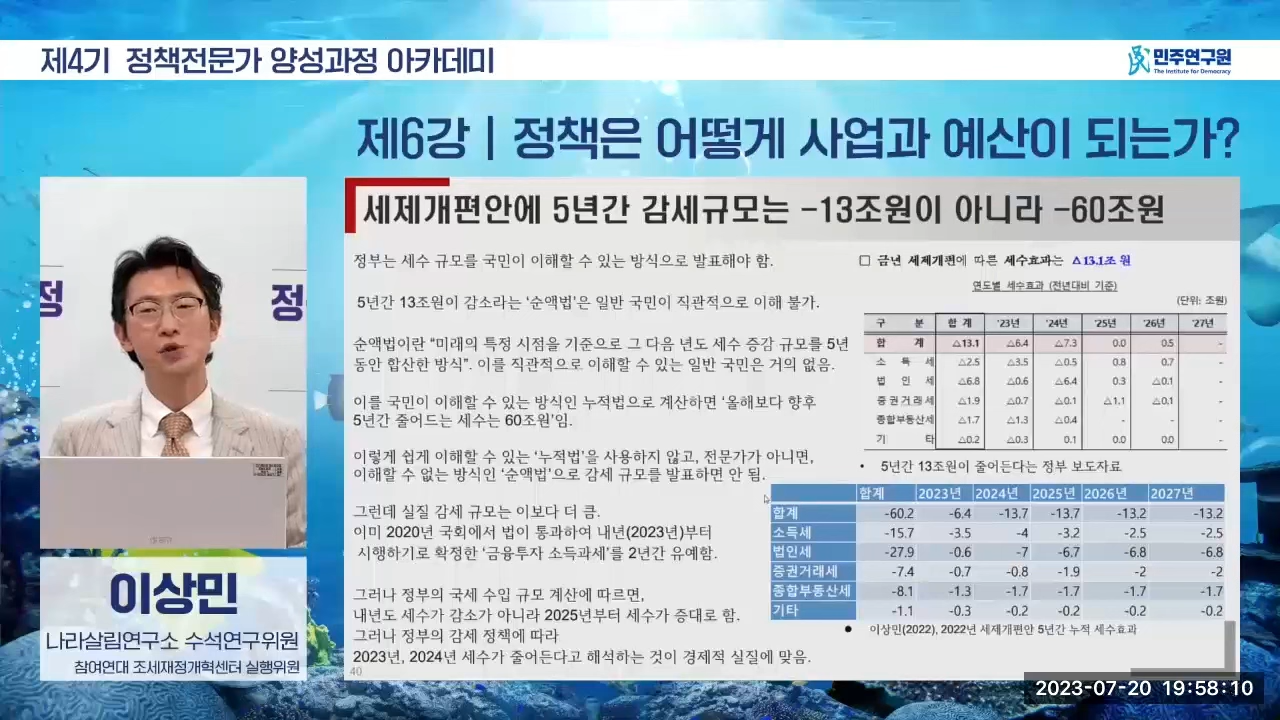 제4기 정책전문가 양성과정 아카데미
민주연구원
The Institute for Democracy
제6강 | 정책은 어떻게 사업과 예산이 되는가?
세제개편안에 5년간 감세규모는 -13조원이 아니라 -60조원
정부는 세수 규모를 국민이 이해할 수 있는 방식으로 발표해야 함.
5년간 13조원이 감소라는 '순액법'은 일반 국민이 직관적으로 이해 불가.
순액법이란 "미래의 특정 시점을 기준으로 그 다음 년도 세수 증감 규모를 5년
동안 합산한 방식". 이를 직관적으로 이해할 수 있는 일반 국민은 거의 없음.
이를 국민이 이해할 수 있는 방식인 누적법으로 계산하면 '올해보다 향후
5년간 줄어드는 세수는 60조원'임.
이렇게 쉽게 이해할 수 있는 '누적법'을 사용하지 않고, 전문가가 아니면,
이해할 수 없는 방식인 '순액법'으로 감세 규모를 발표하면 안 됨.
그런데 실질 감세 규모는 이보다 더 큼.
이미 2020년 국회에서 법이 통과하여 내년(2023년)부터
시행하기로 확정한 '금융투자 소득과세'를 2년간 유예함.
그러나 정부의 국세 수입 규모 계산에 따르면,
내년도 세수가 감소가 아니라 2025년부터 세수가 증대로 함.
그러나 정부의 감세 정책에 따라
2023년, 2024년 세수가 줄어든다고 해석하는 것이 경제적 실질에 맞음.
40
□ 금년 세제개편에 따른 세수효과는 △13.1조 원
연도별 세수효과 (전년대비 기준)
(단위: 조원)
구 분 합 계 '23년 '24년 '25년 '26년 '27년
합 계 △13.1 △6.4 △7.3 0.0 0.5 -
소 득 세 △2.5 △3.5 △0.5 0.8 0.7 -
법 인 세 △6.8 △0.6 △6.4 0.3 △0.1 -
증권거래세 △1.9 △0.7 △0.1 △1.1 △0.1 -
종합부동산세 △1.7 △1.3 △0.4 - - -
기 타 △0.2 △0.3 0.1 0.0 0.0 -
• 5년간 13조원이 줄어든다는 정부 보도자료
합계 2023년 2024년 2025년 2026년 2027년
합계 -60.2 -6.4 -13.7 -13.7 -13.2 -13.2
소득세 -15.7 -3.5 -4 -3.2 -2.5 -2.5
법인세 -27.9 -0.6 -7 -6.7 -6.8 -6.8
증권거래세 -7.4 -0.7 -0.8 -1.9 -2 -2
종합부동산세 -8.1 -1.3 -1.7 -1.7 -1.7 -1.7
기타 -1.1 -0.3 -0.2 -0.2 -0.2 -0.2
● 이상민(2022), 2022년 세제개편안 5년간 누적 세수효과
이상민
나라살림연구소 수석연구위원
참여연대 조세재정개혁센터 실행위원
2023-07-20 19:58:10